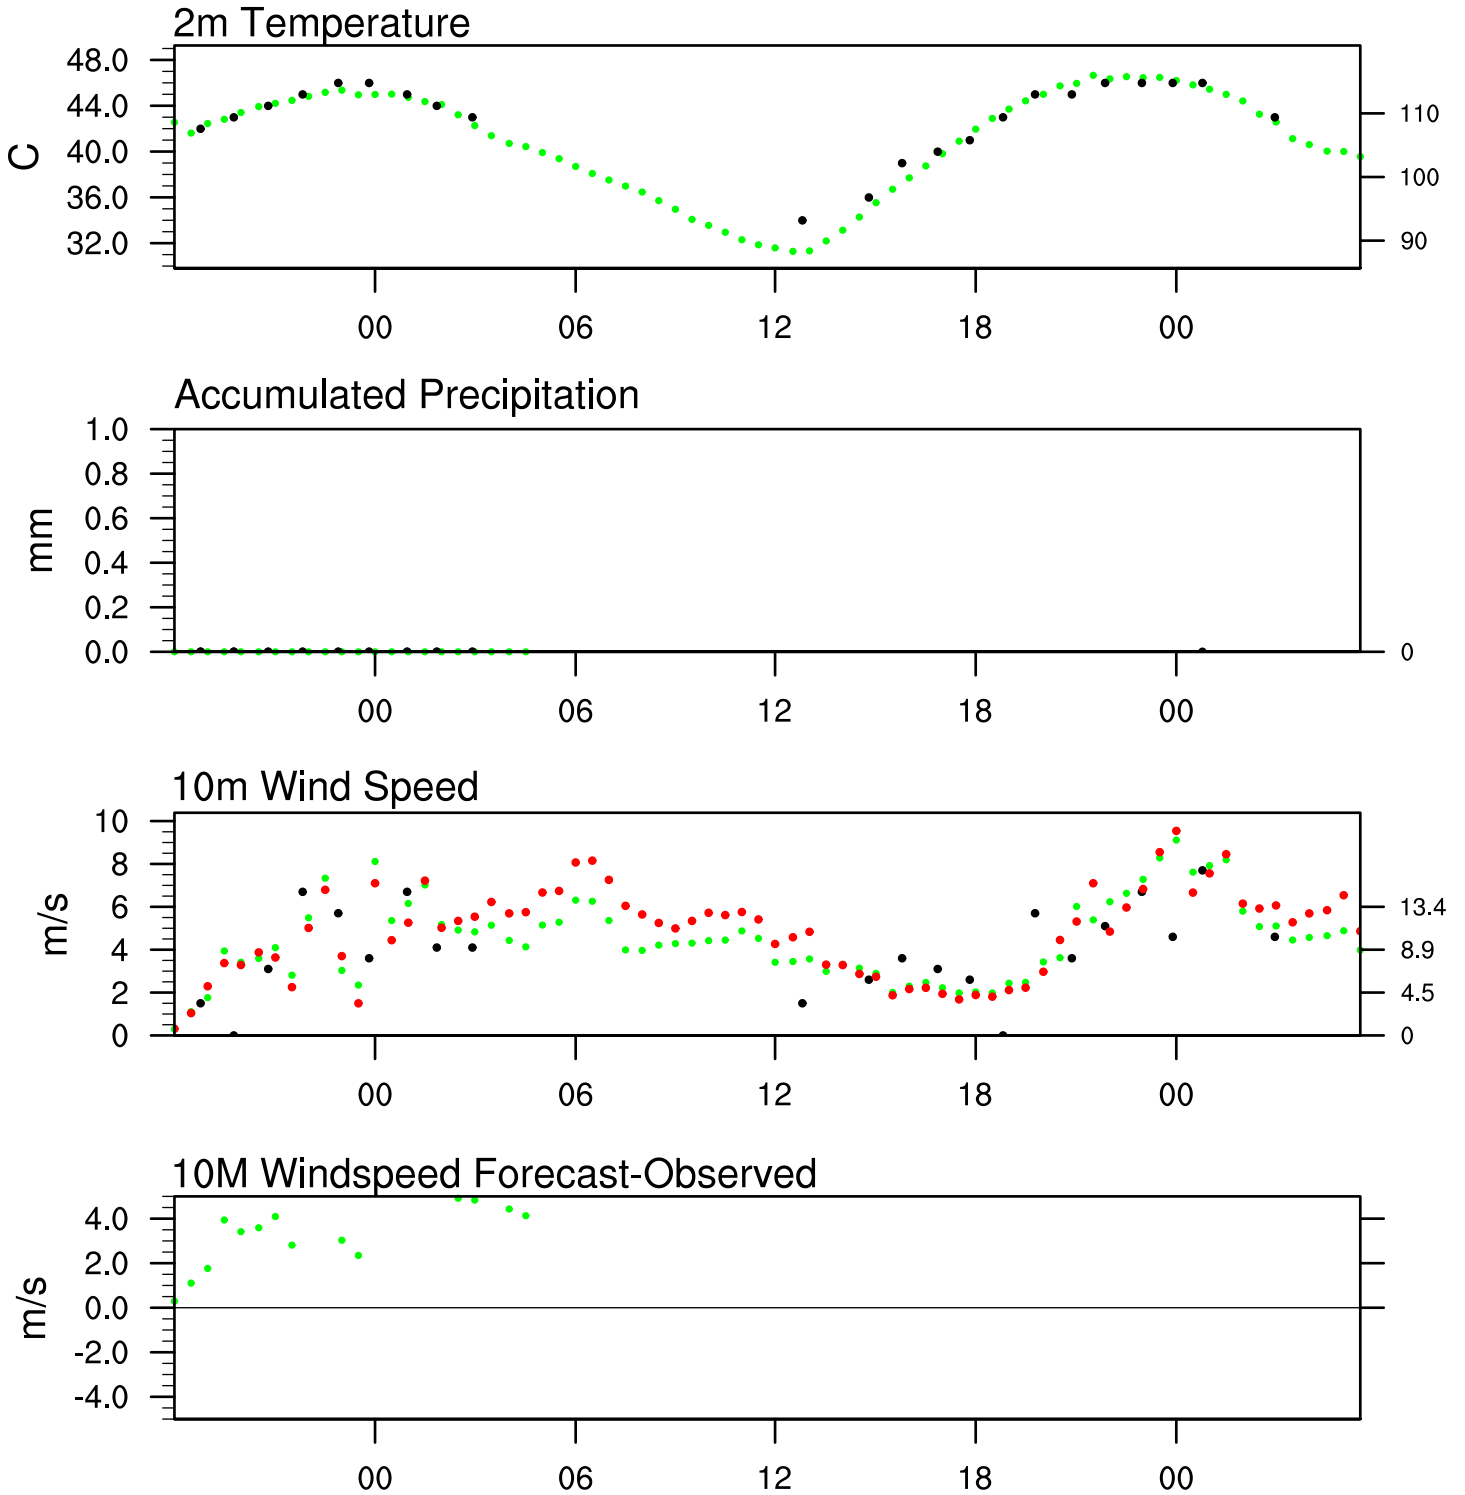 2m Temperature
48.0
44.0
40.0
36.0
32.0
C
110
100
90
00 06 12 18 00
Accumulated Precipitation
1.0
0.8
0.6
0.4
0.2
0.0
mm
0
00 06 12 18 00
10m Wind Speed
10
8
6
4
2
0
m/s
13.4
8.9
4.5
0
00 06 12 18 00
10M Windspeed Forecast-Observed
4.0
2.0
0.0
-2.0
-4.0
m/s
00 06 12 18 00